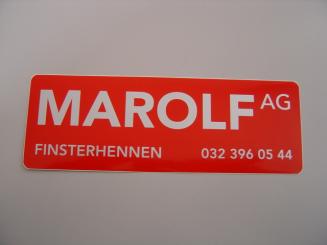 MAROLF AG
FINSTERHENNEN 032 396 05 44